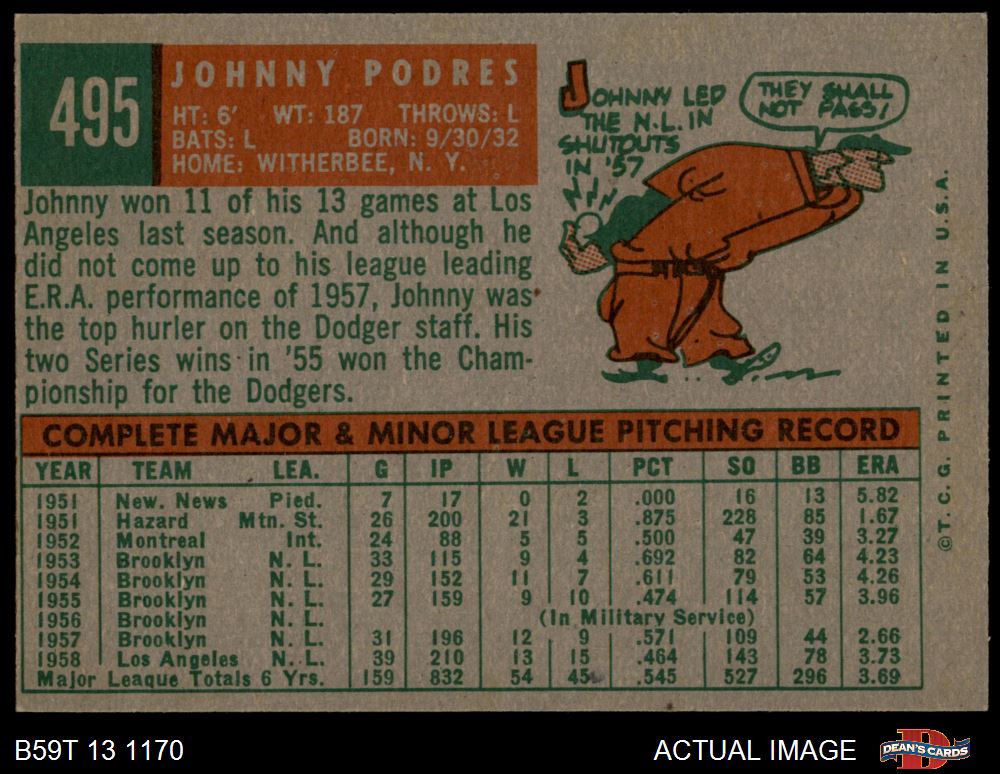 495
JOHNNY PODRES
HT: 6' WT: 187 THROWS: L
BATS: L BORN: 9/30/32
HOME: WITHERBEE, N. Y.
JOHNNY LED
THE N.L. IN
SHUTOUTS
IN '57
THEY SHALL
NOT PASS!
Johnny won 11 of his 13 games at Los
Angeles last season. And although he
did not come up to his league leading
E.R.A. performance of 1957, Johnny was
the top hurler on the Dodger staff. His
two Series wins in '55 won the Cham-
pionship for the Dodgers.
COMPLETE MAJOR & MINOR LEAGUE PITCHING RECORD
YEAR TEAM LEA. G IP W L PCT SO BB ERA
1951 New. News Pied. 7 17 0 2 .000 16 13 5.82
1951 Hazard Mtn. St. 26 200 21 3 .875 228 85 1.67
1952 Montreal Int. 24 88 5 5 .500 47 39 3.27
1953 Brooklyn N. L. 33 115 9 4 .692 82 64 4.23
1954 Brooklyn N. L. 29 152 11 7 .611 79 53 4.26
1955 Brooklyn N. L. 27 159 9 10 .474 114 57 3.96
1956 Brooklyn N. L. (In Military Service)
1957 Brooklyn N. L. 31 196 12 9 .571 109 44 2.66
1958 Los Angeles N. L. 39 210 13 15 .464 143 78 3.73
Major League Totals 6 Yrs. 159 832 54 45 .545 527 296 3.69
©T. C. G. PRINTED IN U.S.A.
B59T 13 1170
ACTUAL IMAGE
D
DEAN'S CARDS